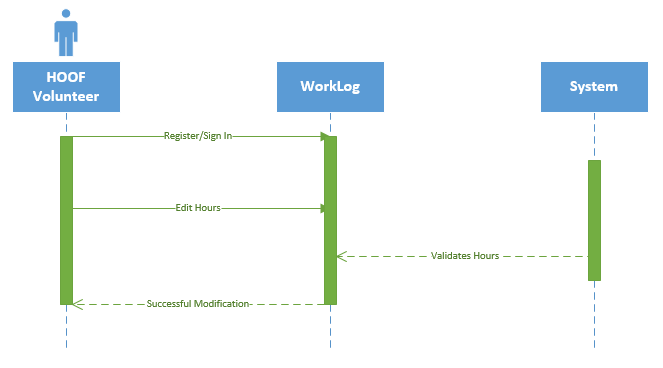 HOOF
Volunteer
WorkLog
System
Register/Sign In
Edit Hours
Validates Hours
Successful Modification